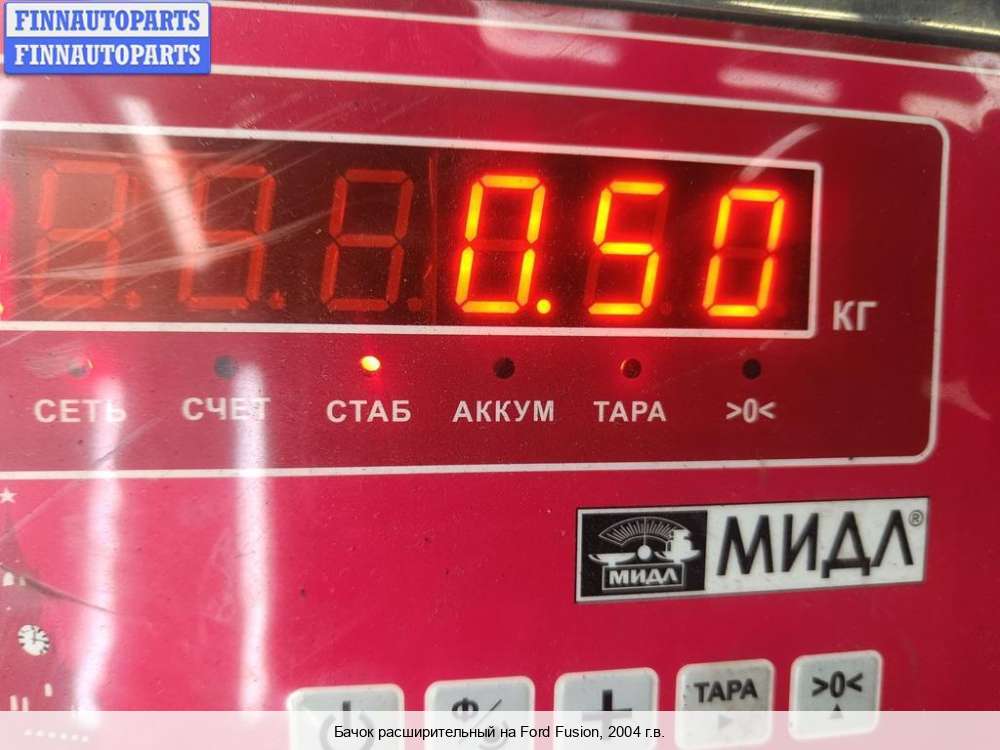 FINNAUTOPARTS
FINNAUTOPARTS
0.50
КГ
СЕТЬ СЧЕТ СТАБ АККУМ ТАРА >0<
МИДЛ МИДЛ®
ТАРА >0<
Бачок расширительный на Ford Fusion, 2004 г.в.